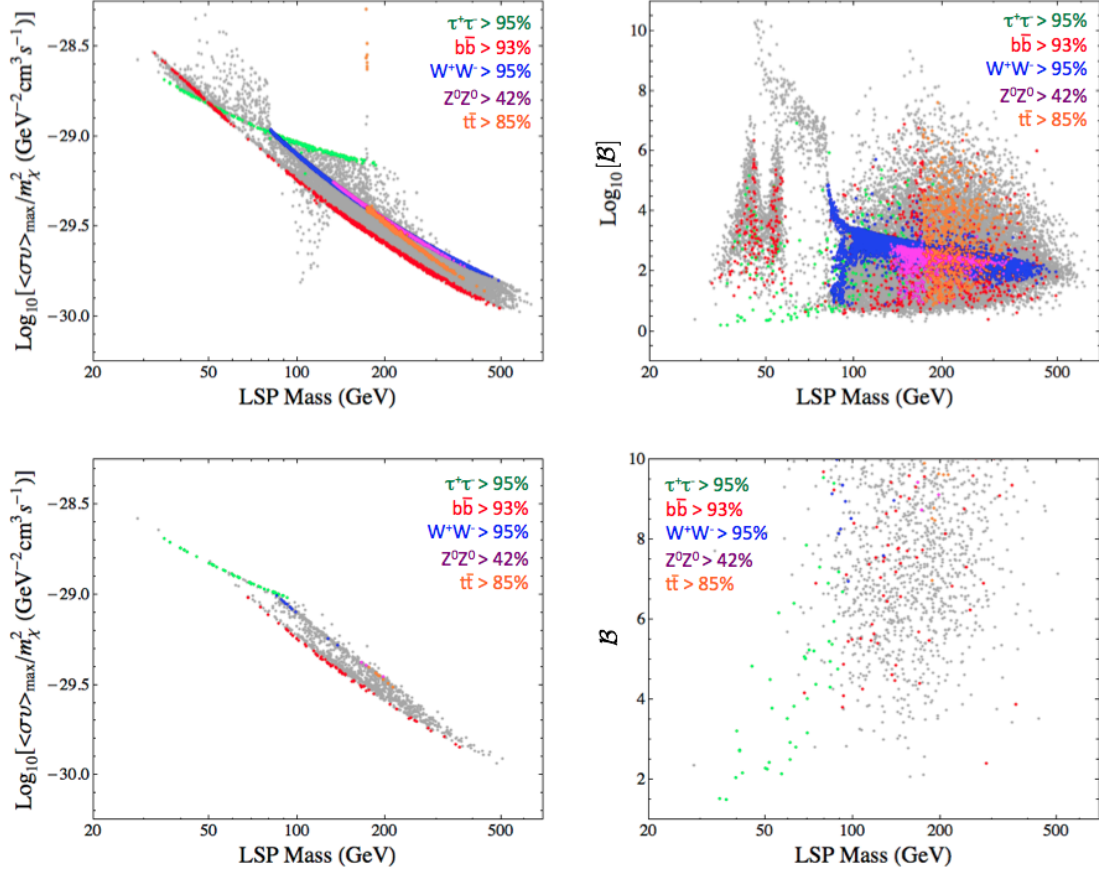 Log₁₀[<συ>max/m²χ (GeV⁻²cm³s⁻¹)]
-28.5
-29.0
-29.5
-30.0
τ⁺τ⁻ > 95%
bb̄ > 93%
W⁺W⁻ > 95%
Z⁰Z⁰ > 42%
tt̄ > 85%
20 50 100 200 500
LSP Mass (GeV)
Log₁₀[ℬ]
10
8
6
4
2
0
τ⁺τ⁻ > 95%
bb̄ > 93%
W⁺W⁻ > 95%
Z⁰Z⁰ > 42%
tt̄ > 85%
20 50 100 200 500
LSP Mass (GeV)
Log₁₀[<συ>max/m²χ (GeV⁻²cm³s⁻¹)]
-28.5
-29.0
-29.5
-30.0
τ⁺τ⁻ > 95%
bb̄ > 93%
W⁺W⁻ > 95%
Z⁰Z⁰ > 42%
tt̄ > 85%
20 50 100 200 500
LSP Mass (GeV)
ℬ
10
8
6
4
2
τ⁺τ⁻ > 95%
bb̄ > 93%
W⁺W⁻ > 95%
Z⁰Z⁰ > 42%
tt̄ > 85%
20 50 100 200 500
LSP Mass (GeV)